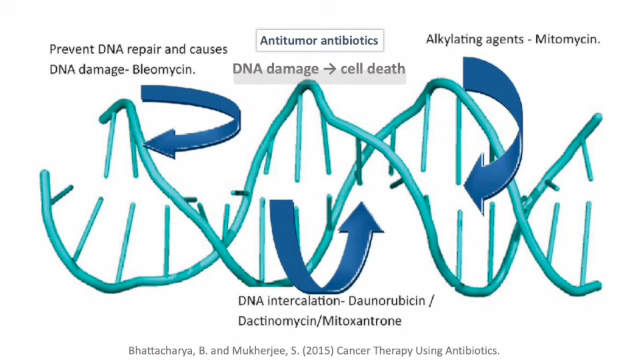 Antitumor antibiotics
Prevent DNA repair and causes
DNA damage- Bleomycin.
DNA damage → cell death
Alkylating agents - Mitomycin.
DNA intercalation- Daunorubicin /
Dactinomycin/Mitoxantrone
Bhattacharya, B. and Mukherjee, S. (2015) Cancer Therapy Using Antibiotics.